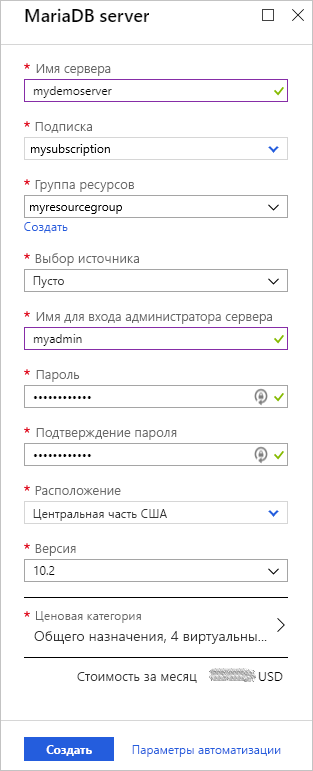 MariaDB server
* Имя сервера
mydemoserver
* Подписка
mysubscription
* Группа ресурсов
myresourcegroup
Создать
* Выбор источника
Пусто
* Имя для входа администратора сервера
myadmin
* Пароль
••••••••••••
* Подтверждение пароля
••••••••••••
* Расположение
Центральная часть США
* Версия
10.2
* Ценовая категория
Общего назначения, 4 виртуальны...
Стоимость за месяц USD
Создать Параметры автоматизации